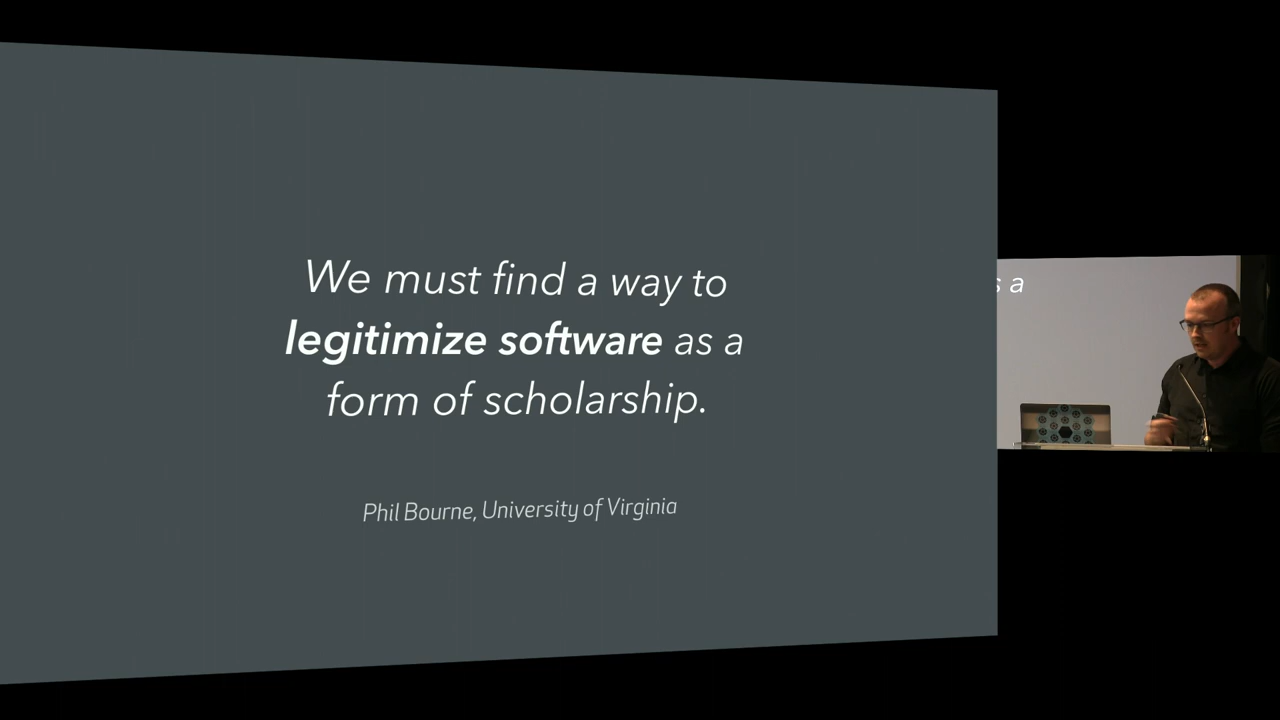 We must find a way to
legitimize software as a
form of scholarship.
Phil Bourne, University of Virginia
s a